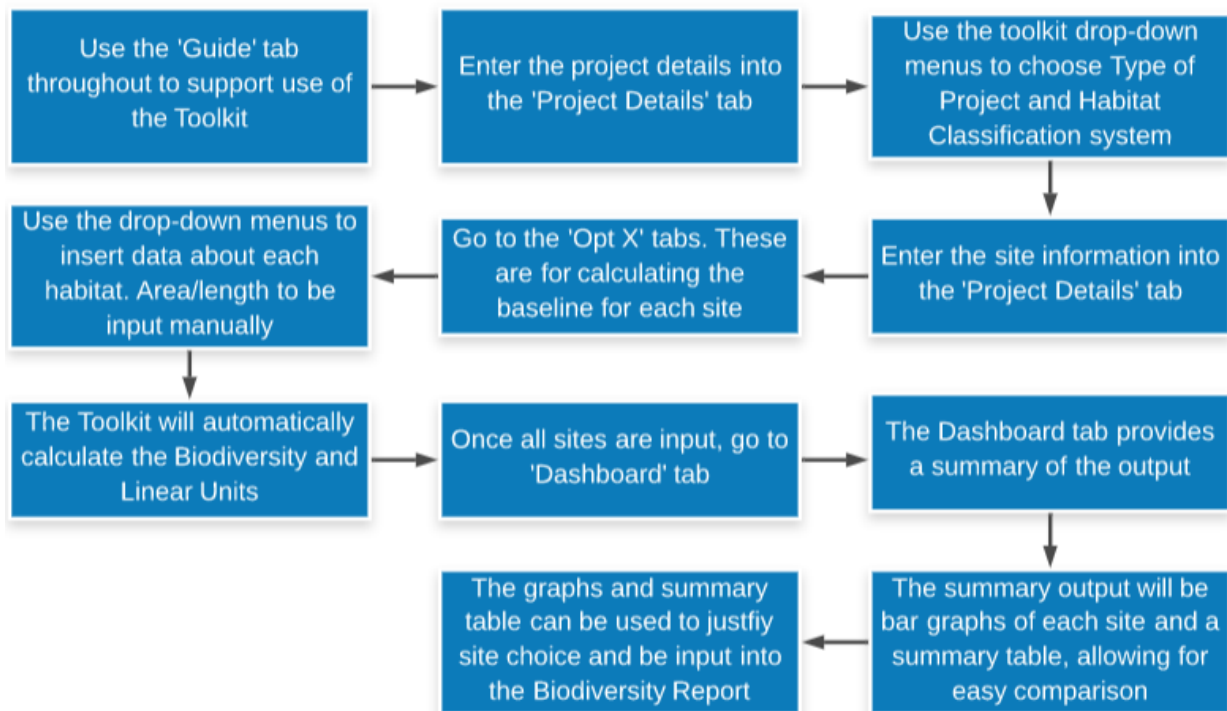 Use the 'Guide' tab
throughout to support use of
the Toolkit
Enter the project details into
the 'Project Details' tab
Use the toolkit drop-down
menus to choose Type of
Project and Habitat
Classification system
Enter the site information into
the 'Project Details' tab
Go to the 'Opt X' tabs. These
are for calculating the
baseline for each site
Use the drop-down menus to
insert data about each
habitat. Area/length to be
input manually
The Toolkit will automatically
calculate the Biodiversity and
Linear Units
Once all sites are input, go to
'Dashboard' tab
The Dashboard tab provides
a summary of the output
The summary output will be
bar graphs of each site and a
summary table, allowing for
easy comparison
The graphs and summary
table can be used to justfiy
site choice and be input into
the Biodiversity Report